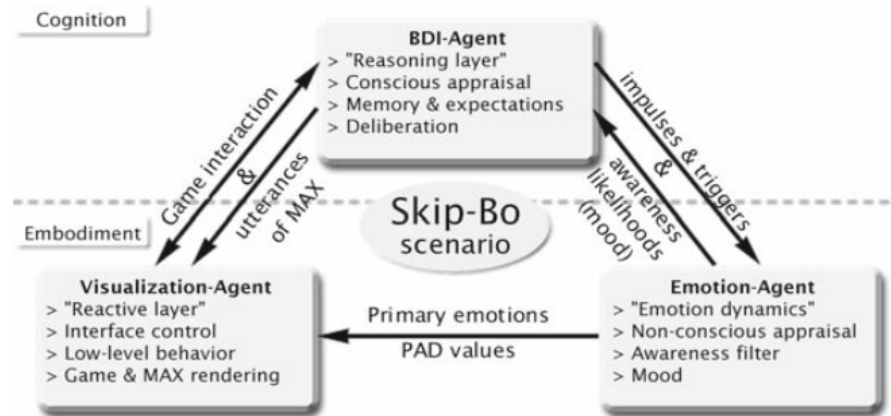 Cognition
BDI-Agent
> "Reasoning layer"
> Conscious appraisal
> Memory & expectations
> Deliberation
Game interaction
&
utterances
of MAX
impulses & triggers
&
awareness
likelihoods
(mood)
Skip-Bo
scenario
Embodiment
Visualization-Agent
> "Reactive layer"
> Interface control
> Low-level behavior
> Game & MAX rendering
Primary emotions
PAD values
Emotion-Agent
> "Emotion dynamics"
> Non-conscious appraisal
> Awareness filter
> Mood